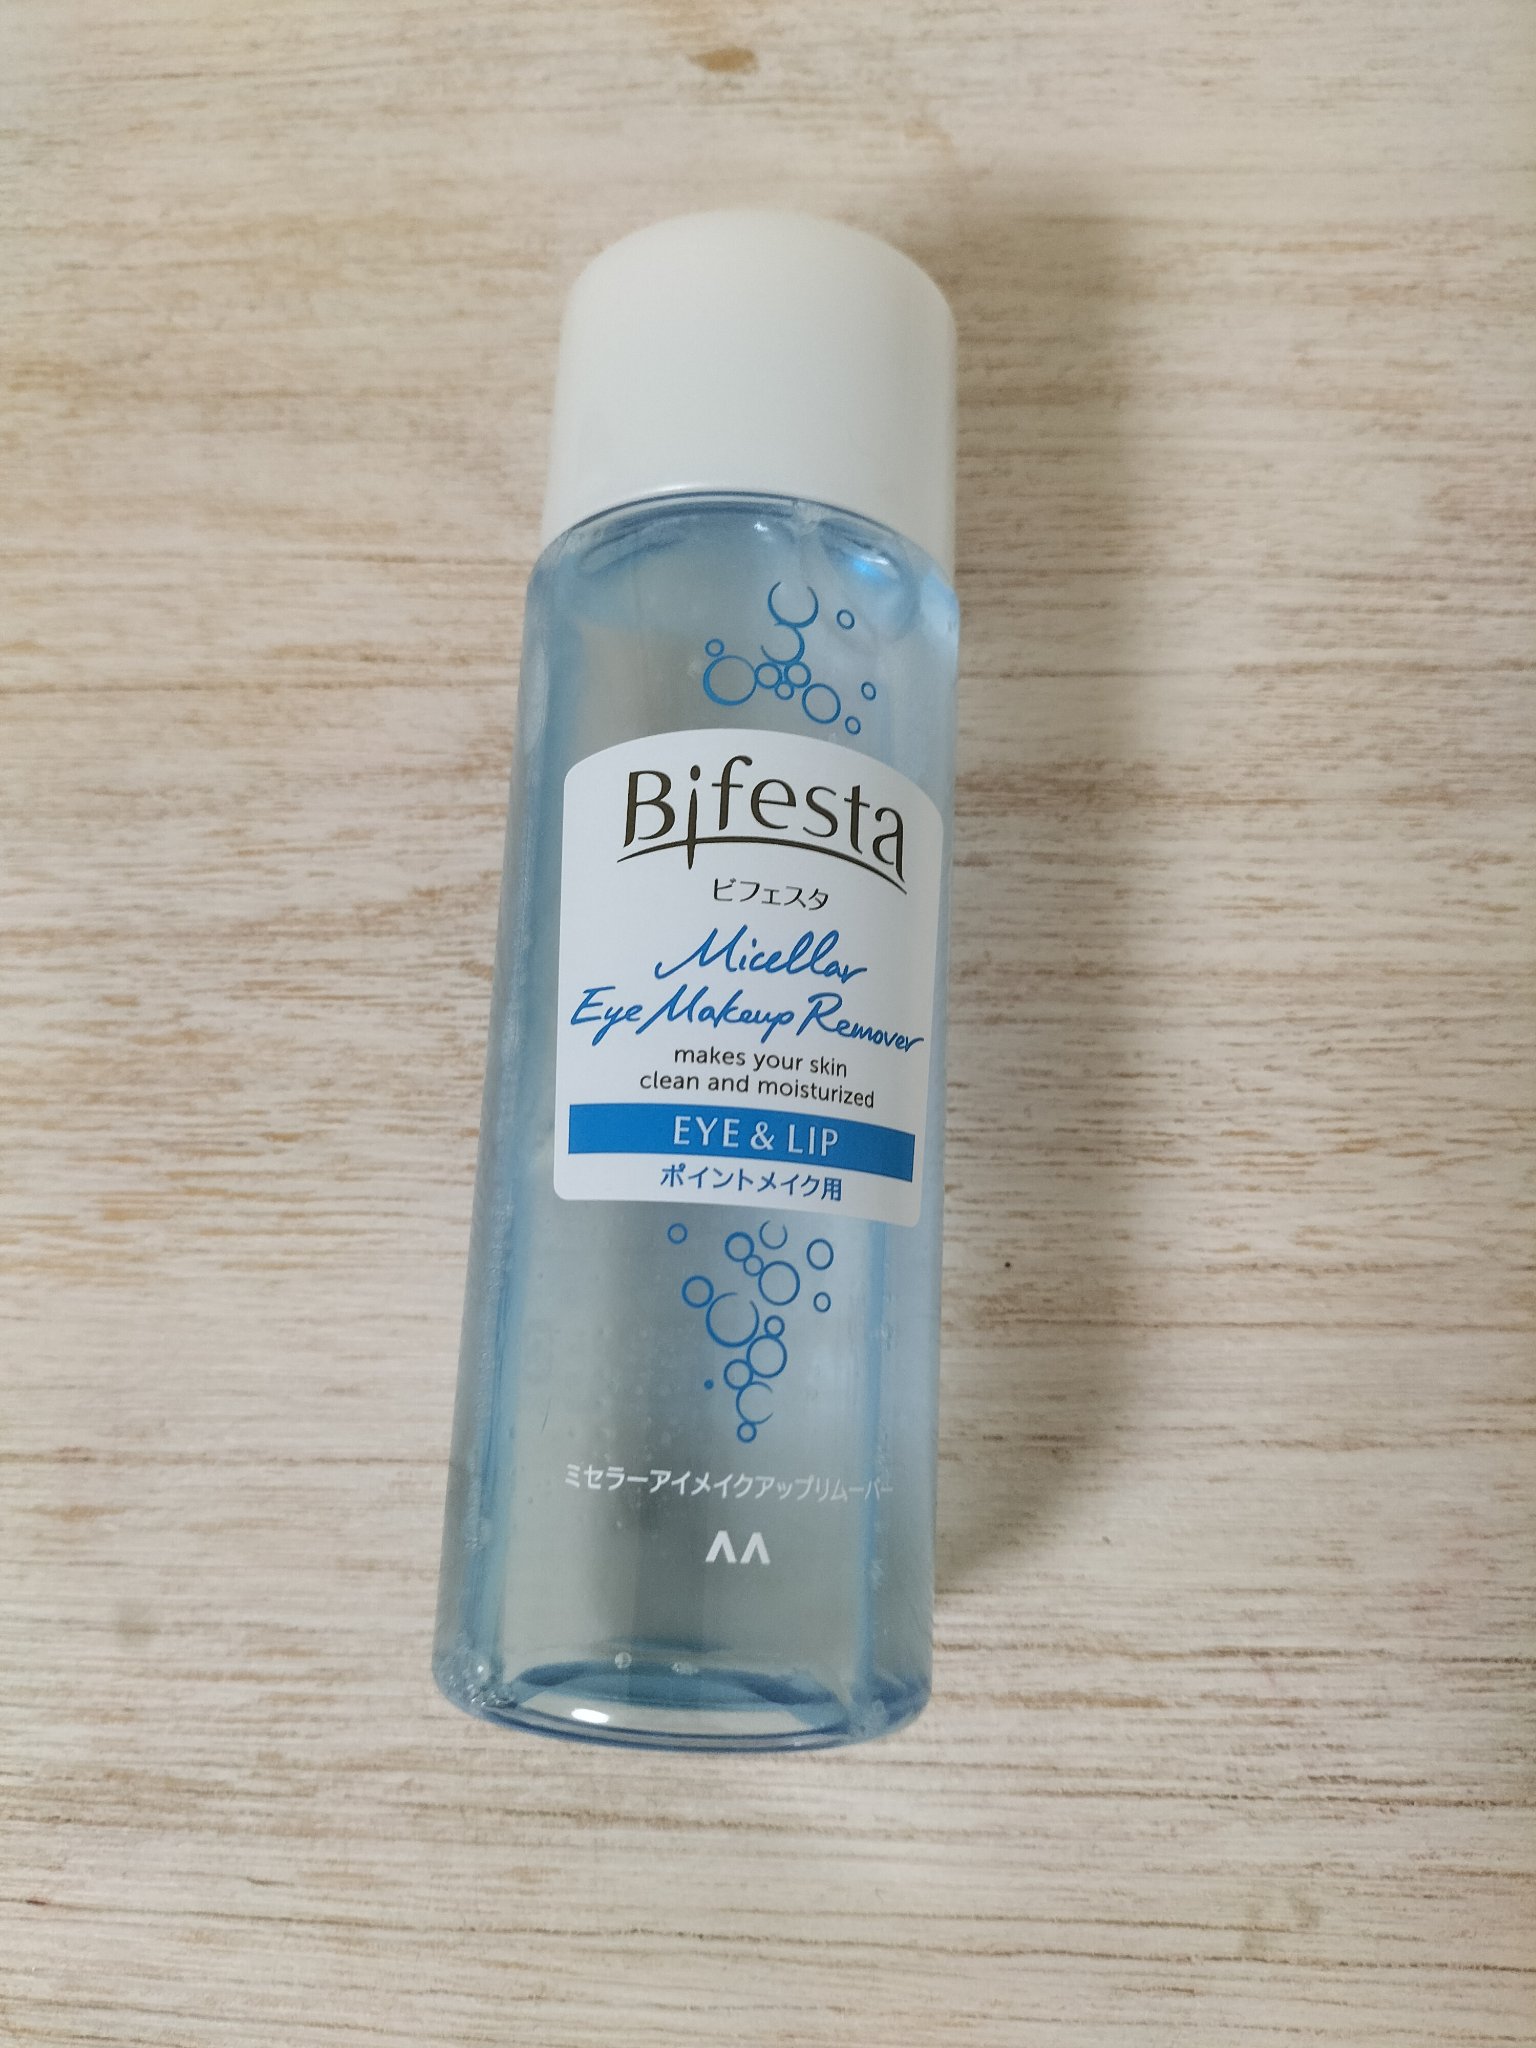 Bifesta
ビフェスタ
Micellar
Eye Makeup Remover
makes your skin
clean and moisturized
EYE & LIP
ポイントメイク用
ミセラーアイメイクアップリムーバー